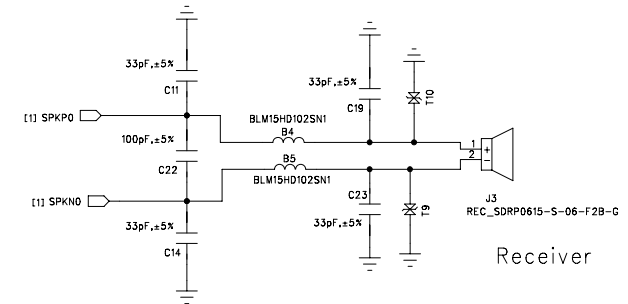 33pF,±5%
C11
[1] SPKP0
100pF,±5%
C22
[1] SPKN0
33pF,±5%
C14
BLM15HD102SN1
B4
B5
BLM15HD102SN1
33pF,±5%
C19
T10
C23
33pF,±5%
T9
1
2
+
-
J3
REC_SDRP0615-S-06-F2B-G
Receiver